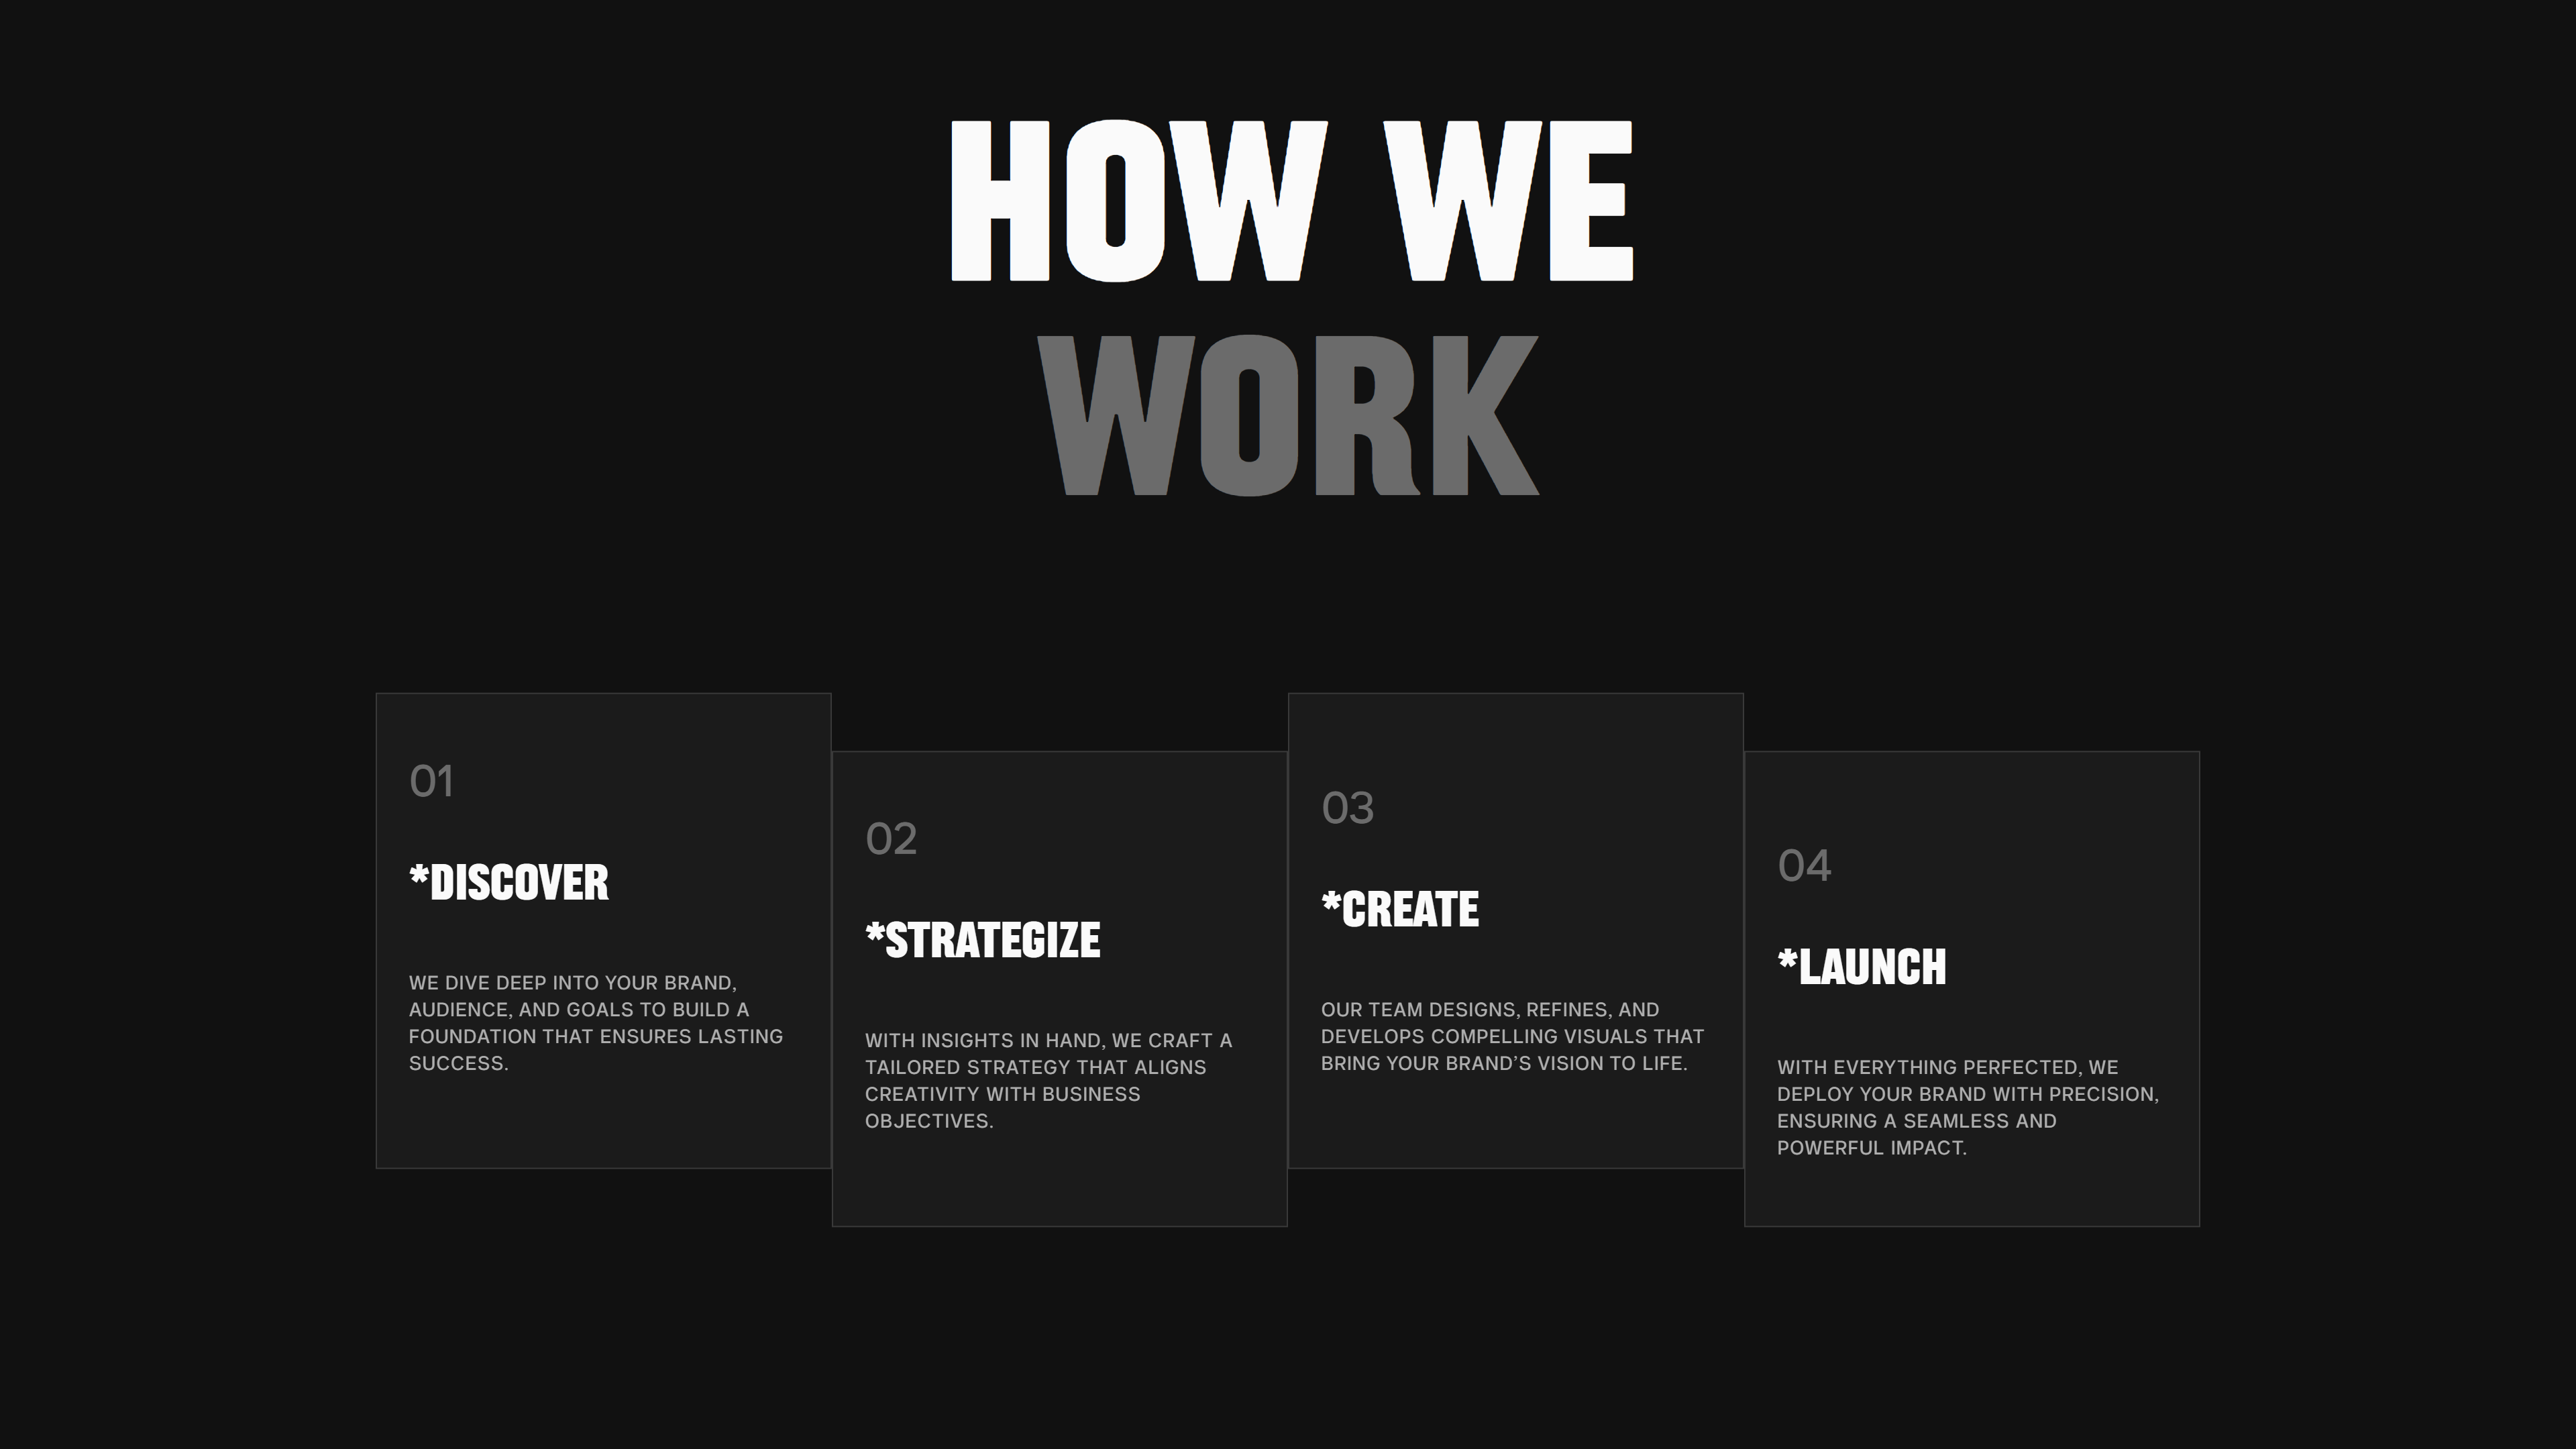 HOW WE
WORK
01
*DISCOVER
WE DIVE DEEP INTO YOUR BRAND,
AUDIENCE, AND GOALS TO BUILD A
FOUNDATION THAT ENSURES LASTING
SUCCESS.
02
*STRATEGIZE
WITH INSIGHTS IN HAND, WE CRAFT A
TAILORED STRATEGY THAT ALIGNS
CREATIVITY WITH BUSINESS
OBJECTIVES.
03
*CREATE
OUR TEAM DESIGNS, REFINES, AND
DEVELOPS COMPELLING VISUALS THAT
BRING YOUR BRAND’S VISION TO LIFE.
04
*LAUNCH
WITH EVERYTHING PERFECTED, WE
DEPLOY YOUR BRAND WITH PRECISION,
ENSURING A SEAMLESS AND
POWERFUL IMPACT.